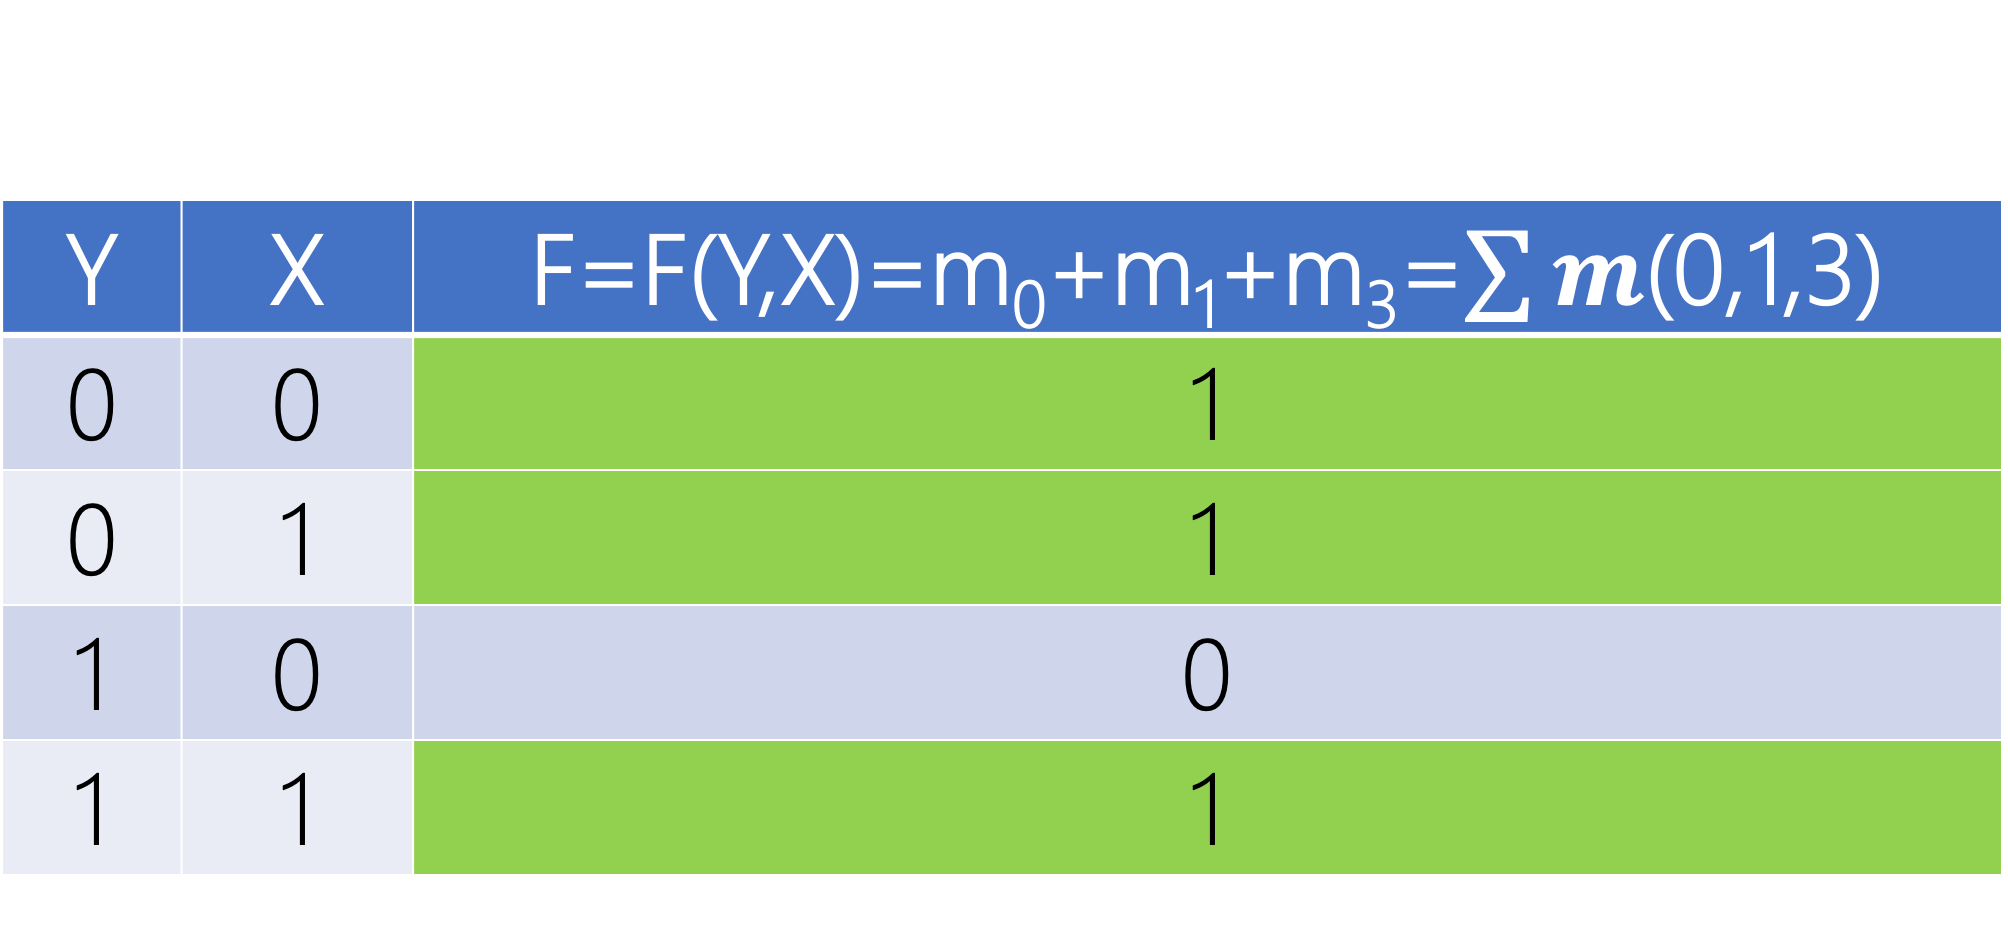 Y X F=F(Y,X)=m₀+m₁+m₃=∑ m(0,1,3)
0 0 1
0 1 1
1 0 0
1 1 1